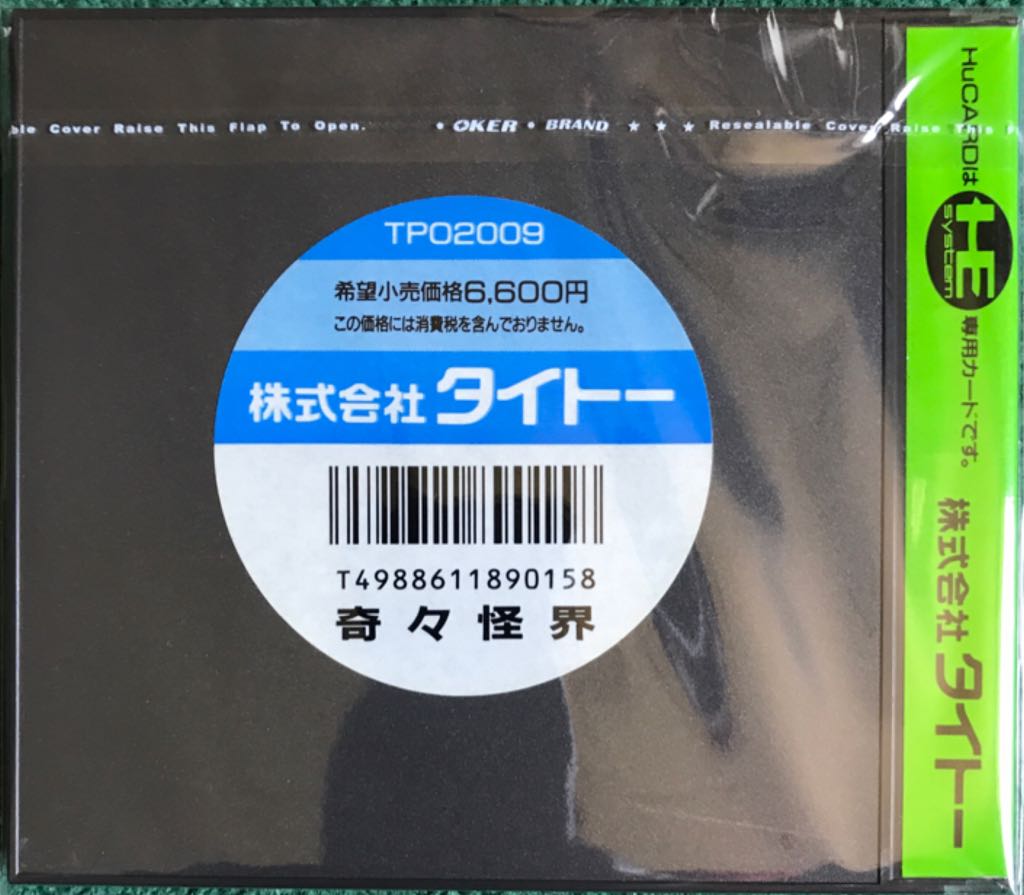 ble Cover Raise This Flap To Open. • OKER • BRAND ★ ★ ★ Resealable Cover Raise This F
TP02009
希望小売価格6,600円
この価格には消費税を含んでおりません。
株式会社タイトー
T4988611890158
奇々怪界
HuCARDは HE system 専用カードです。 株式会社タイトー